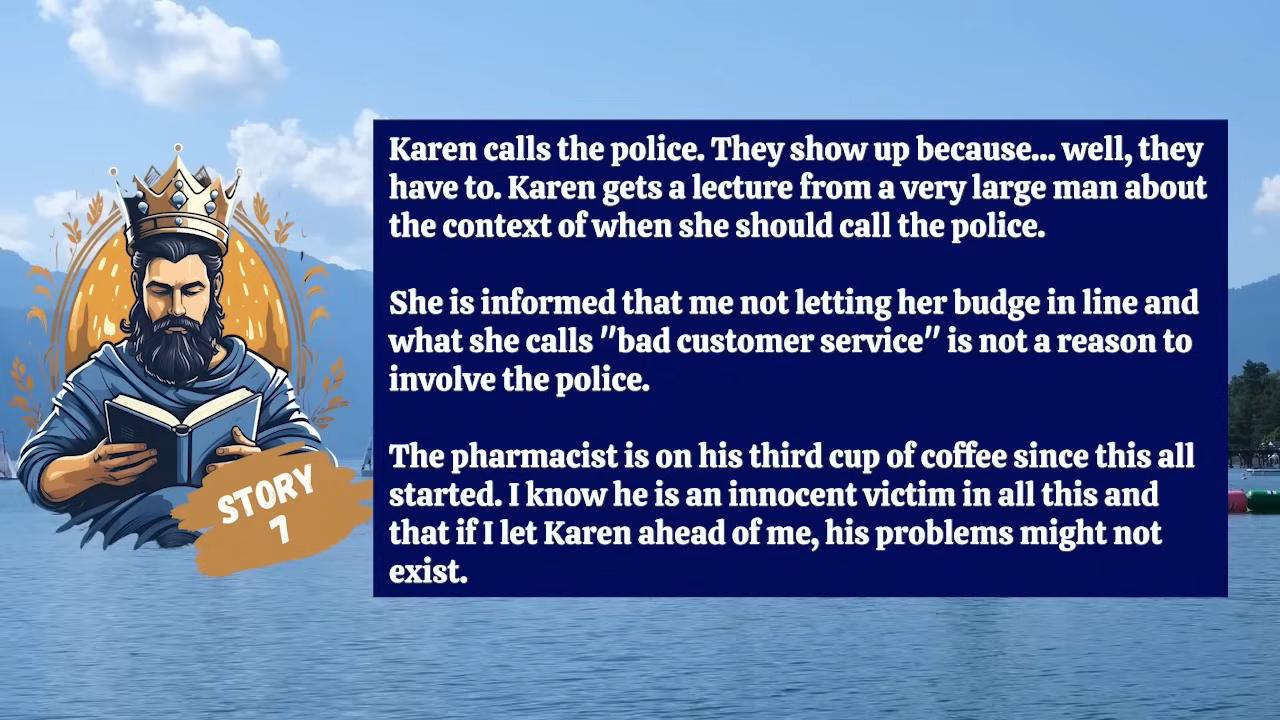 Karen calls the police. They show up because... well, they
have to. Karen gets a lecture from a very large man about
the context of when she should call the police.
She is informed that me not letting her budge in line and
what she calls "bad customer service" is not a reason to
involve the police.
The pharmacist is on his third cup of coffee since this all
started. I know he is an innocent victim in all this and
that if I let Karen ahead of me, his problems might not
exist.
STORY
7